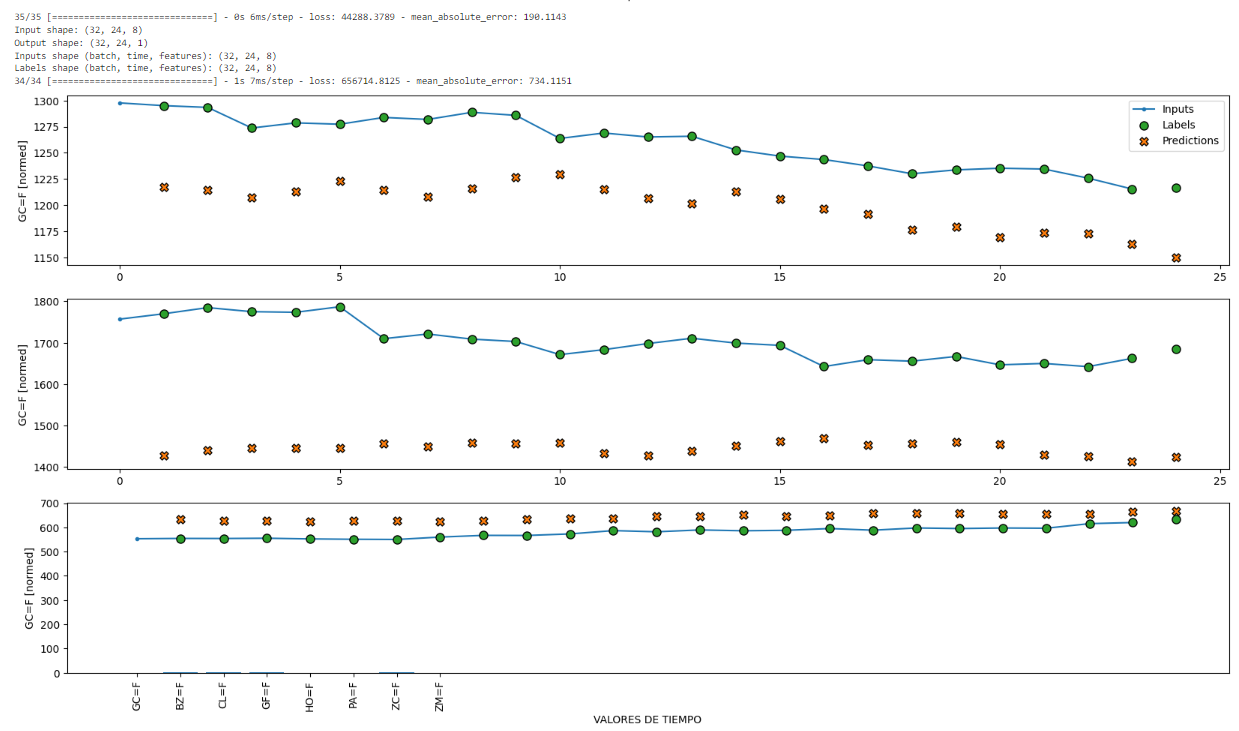 35/35 [==============================] - 0s 6ms/step - loss: 44288.3789 - mean_absolute_error: 190.1143
Input shape: (32, 24, 8)
Output shape: (32, 24, 1)
Inputs shape (batch, time, features): (32, 24, 8)
Labels shape (batch, time, features): (32, 24, 8)
34/34 [==============================] - 1s 7ms/step - loss: 656714.8125 - mean_absolute_error: 734.1151
GC=F [normed]
1300
1275
1250
1225
1200
1175
1150
Inputs
Labels
Predictions
0 5 10 15 20 25
GC=F [normed]
1800
1700
1600
1500
1400
0 5 10 15 20 25
GC=F [normed]
700
600
500
400
300
200
100
0
GC=F BZ=F CL=F GF=F HO=F PA=F ZC=F ZM=F
VALORES DE TIEMPO